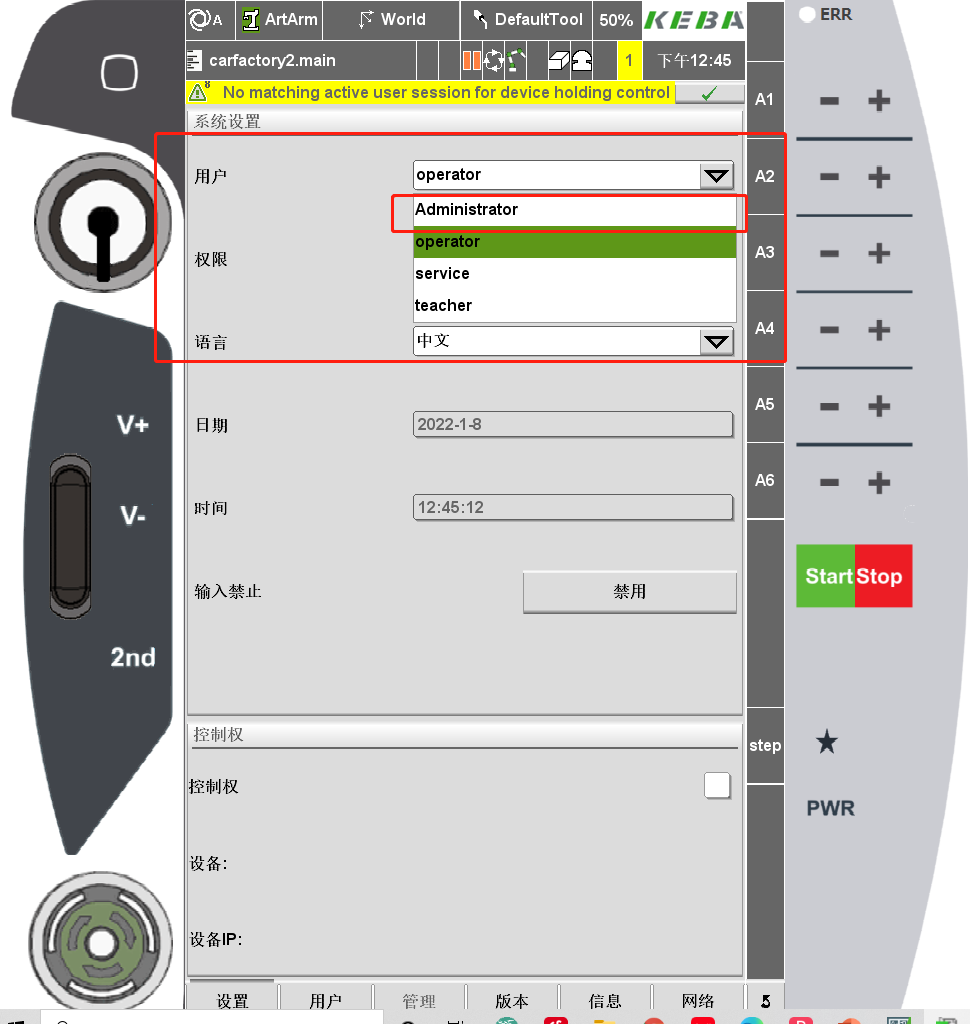 A ArtArm World DefaultTool 50% KEBA
carfactory2.main 1 下午12:45
No matching active user session for device holding control
系统设置
用户 operator
Administrator
operator
权限
service
teacher
语言 中文
日期 2022-1-8
时间 12:45:12
输入禁止 禁用
控制权
控制权
设备:
设备IP:
设置 用户 管理 版本 信息 网络
V+
V-
2nd
A1
A2
A3
A4
A5
A6
step
ERR
- +
- +
- +
- +
- +
- +
Start Stop
PWR